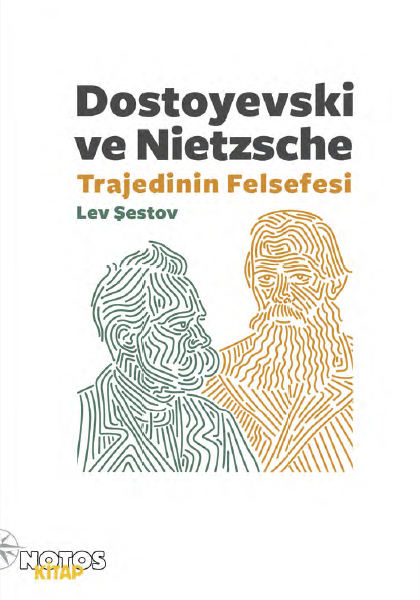 Dostoyevski
ve Nietzsche
Trajedinin Felsefesi
Lev Şestov
NOTOS
KİTAP